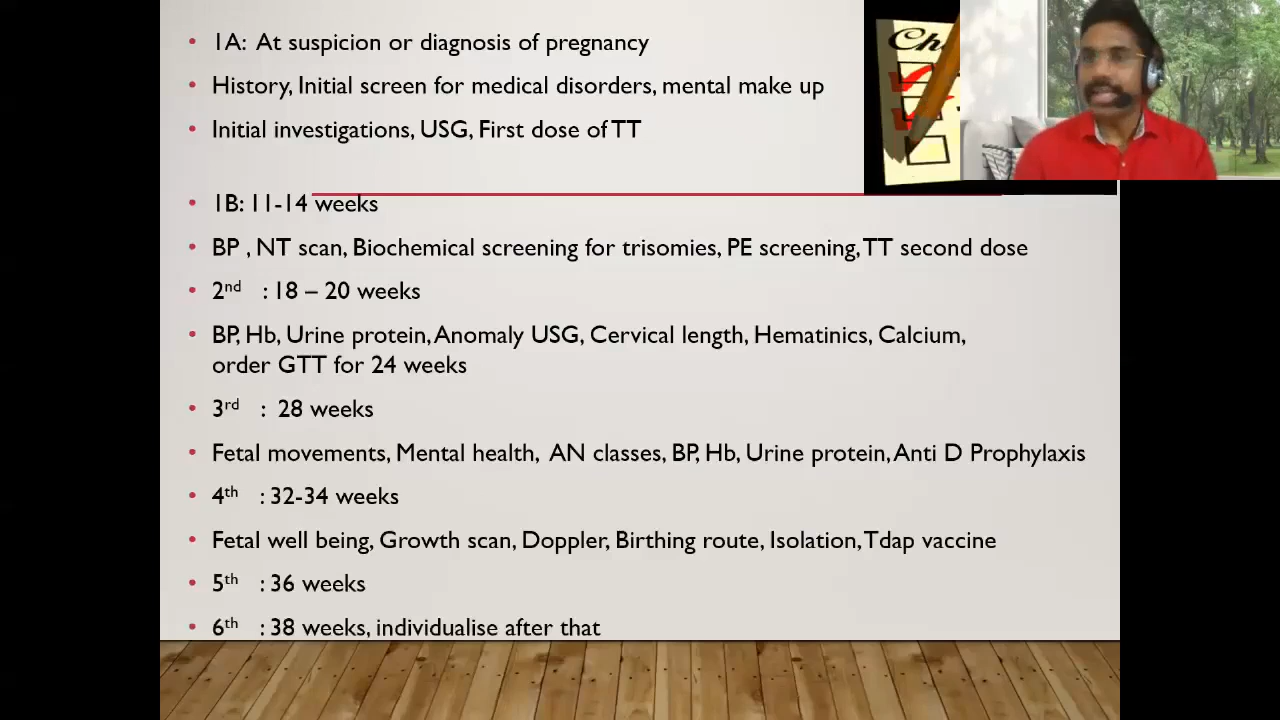 1A: At suspicion or diagnosis of pregnancy
History, Initial screen for medical disorders, mental make up
Initial investigations, USG, First dose of TT
Ch
1B: 11-14 weeks
BP , NT scan, Biochemical screening for trisomies, PE screening, TT second dose
2nd : 18 – 20 weeks
BP, Hb, Urine protein, Anomaly USG, Cervical length, Hematinics, Calcium,
order GTT for 24 weeks
3rd : 28 weeks
Fetal movements, Mental health, AN classes, BP, Hb, Urine protein, Anti D Prophylaxis
4th : 32-34 weeks
Fetal well being, Growth scan, Doppler, Birthing route, Isolation, Tdap vaccine
5th : 36 weeks
6th : 38 weeks, individualise after that